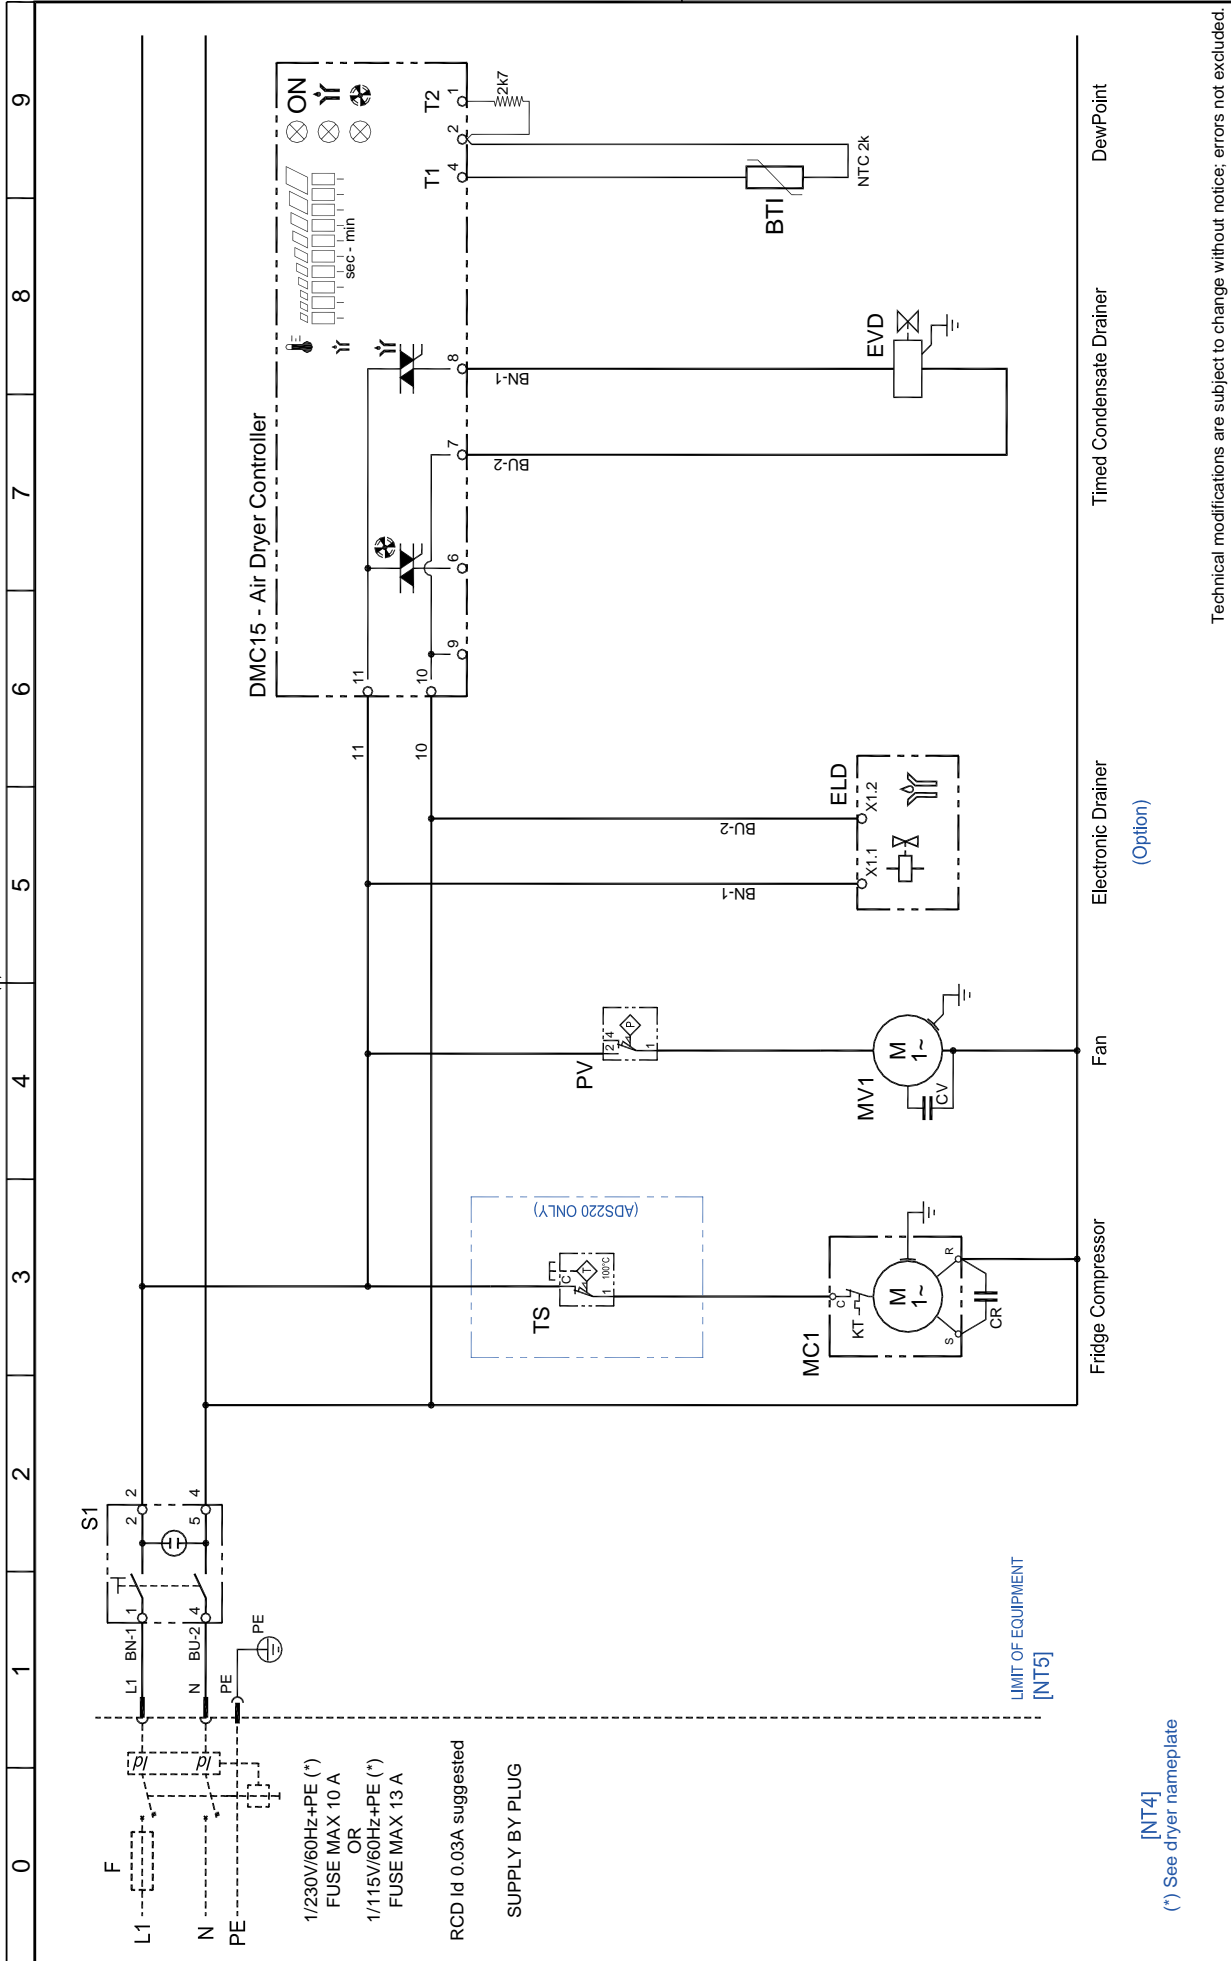 0 1 2 3 4 5 6 7 8 9
F
L1
N
PE
Id
Id
1/230V/60Hz+PE (*)
FUSE MAX 10 A
OR
1/115V/60Hz+PE (*)
FUSE MAX 13 A
RCD Id 0.03A suggested
SUPPLY BY PLUG
L1 BN-1 1
N BU-2 4
PE
PE
S1
2 2
5 4
LIMIT OF EQUIPMENT
[NT5]
(ADS220 ONLY)
TS
C
T
1
100°C
MC1
C
KT
M
1~
S
R
CR
Fridge Compressor
PV
2 4
P
1
MV1
M
1~
CV
Fan
BN-1
BU-2
ELD
X1.1
X1.2
Electronic Drainer
(Option)
DMC15 - Air Dryer Controller
11 11
10 10
9
6
7
8
sec - min
ON
BU-2
BN-1
EVD
Timed Condensate Drainer
T1
T2
4
2
1
2k7
BTI
NTC 2k
DewPoint
[NT4]
(*) See dryer nameplate
Technical modifications are subject to change without notice; errors not excluded.